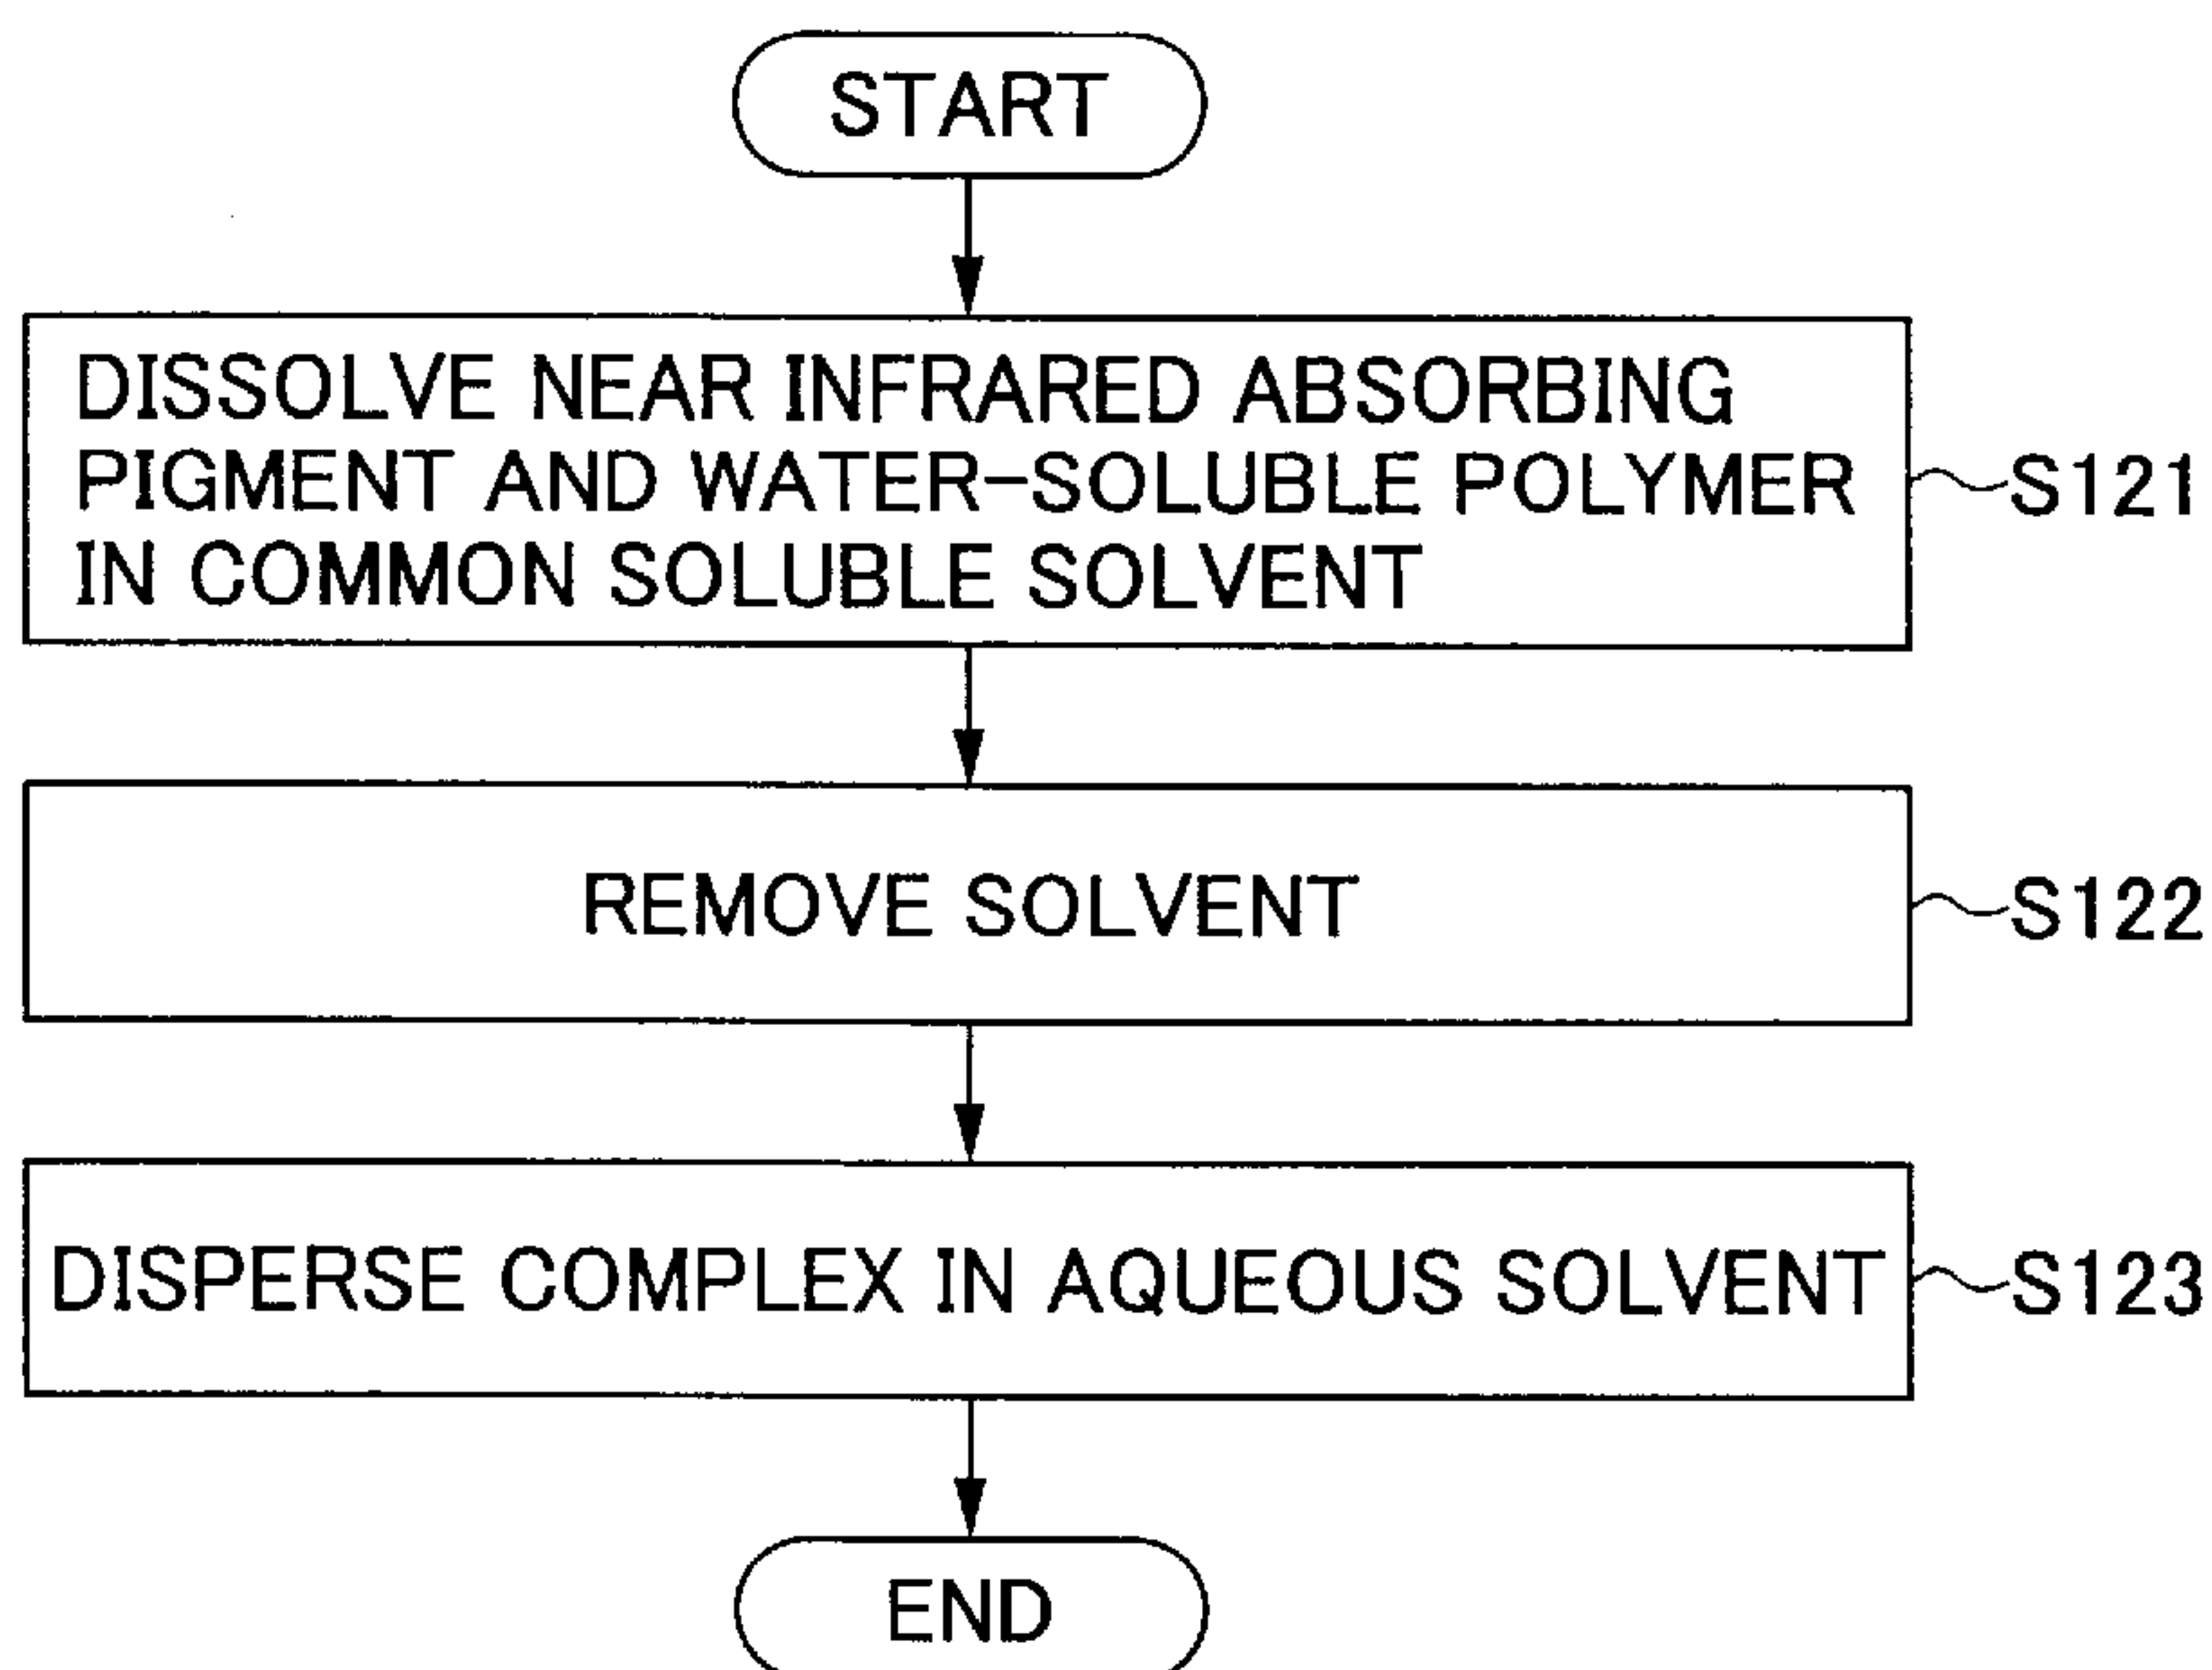 START
DISSOLVE NEAR INFRARED ABSORBING
PIGMENT AND WATER-SOLUBLE POLYMER
IN COMMON SOLUBLE SOLVENT
S121
REMOVE SOLVENT
S122
DISPERSE COMPLEX IN AQUEOUS SOLVENT
S123
END